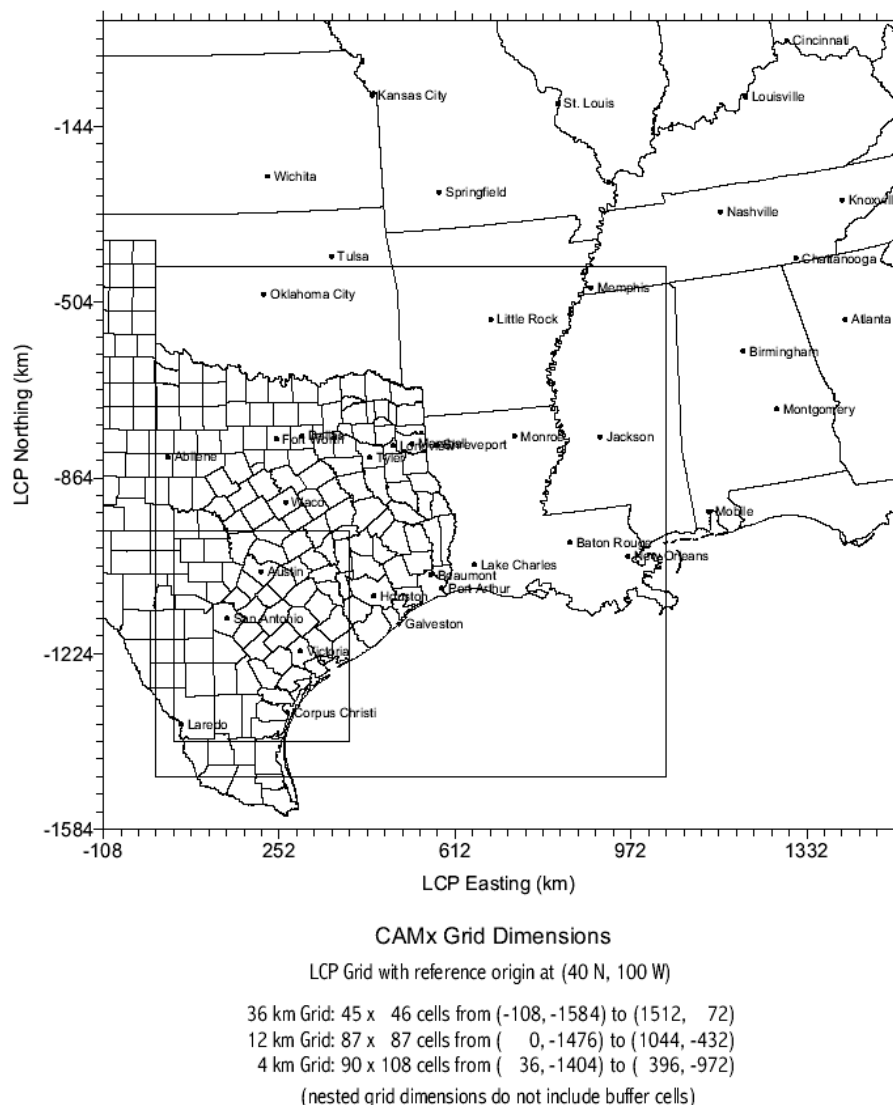 Cincinnati
Kansas City
St. Louis
Louisville
-144
Wichita
Springfield
Nashville
Tulsa
Chattanooga
Oklahoma City
Memphis
-504
Little Rock
Atlanta
Birmingham
Montgomery
LCP Northing (km)
Fort Worth
Monroe
Jackson
Abilene
Tyler
-864
Waco
Mobile
Baton Rouge
New Orleans
Austin
Lake Charles
Beaumont
Port Arthur
Houston
San Antonio
Galveston
-1224
Victoria
Corpus Christi
Laredo
-1584
-108 252 612 972 1332
LCP Easting (km)
CAMx Grid Dimensions
LCP Grid with reference origin at (40 N, 100 W)
36 km Grid: 45 x 46 cells from (-108, -1584) to (1512, 72)
12 km Grid: 87 x 87 cells from ( 0, -1476) to (1044, -432)
4 km Grid: 90 x 108 cells from ( 36, -1404) to ( 396, -972)
(nested grid dimensions do not include buffer cells)